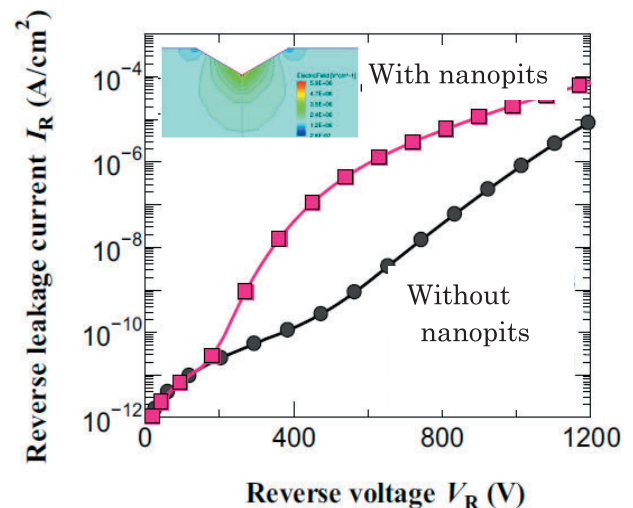 Reverse leakage current I_R (A/cm²)
10⁻⁴
10⁻⁶
10⁻⁸
10⁻¹⁰
10⁻¹²
With nanopits
Without
nanopits
0
400
800
1200
Reverse voltage V_R (V)